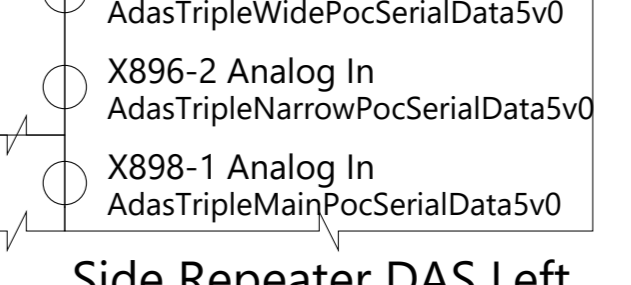 AdasTripleWidePocSerialData5v0
X896-2 Analog In
AdasTripleNarrowPocSerialData5v0
X898-1 Analog In
AdasTripleMainPocSerialData5v0
Side Repeater DAS Left